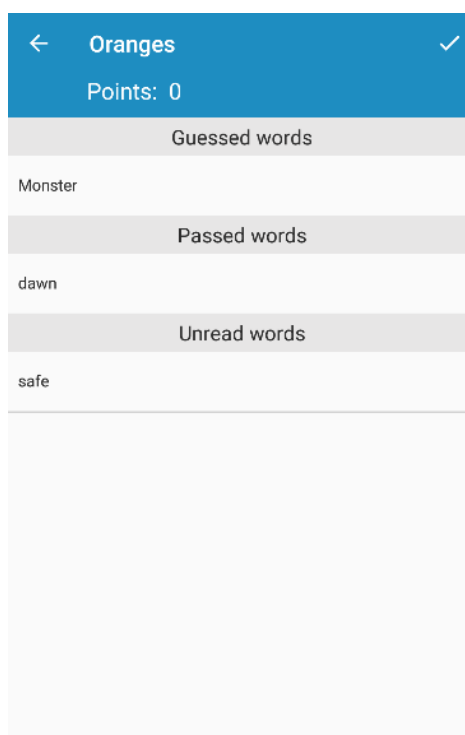 Oranges
Points: 0
Guessed words
Monster
Passed words
dawn
Unread words
safe